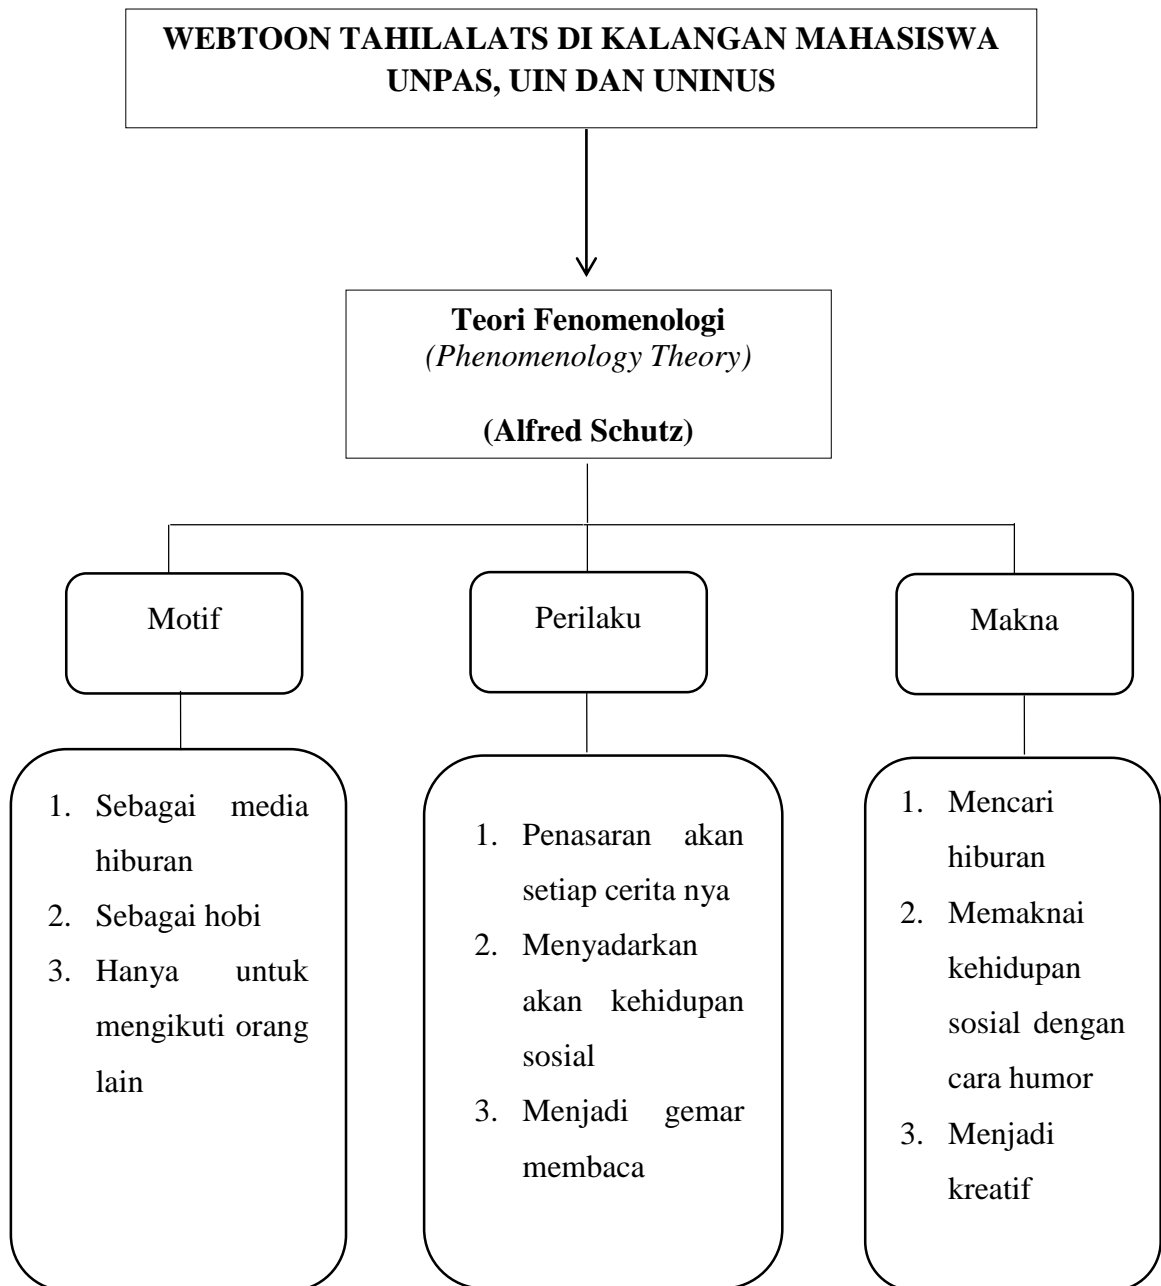 WEBTOON TAHILALATS DI KALANGAN MAHASISWA
UNPAS, UIN DAN UNINUS
Teori Fenomenologi
(Phenomenology Theory)
(Alfred Schutz)
Motif
Perilaku
Makna
1. Sebagai media
hiburan
2. Sebagai hobi
3. Hanya untuk
mengikuti orang
lain
1. Penasaran akan
setiap cerita nya
2. Menyadarkan
akan kehidupan
sosial
3. Menjadi gemar
membaca
1. Mencari
hiburan
2. Memaknai
kehidupan
sosial dengan
cara humor
3. Menjadi
kreatif